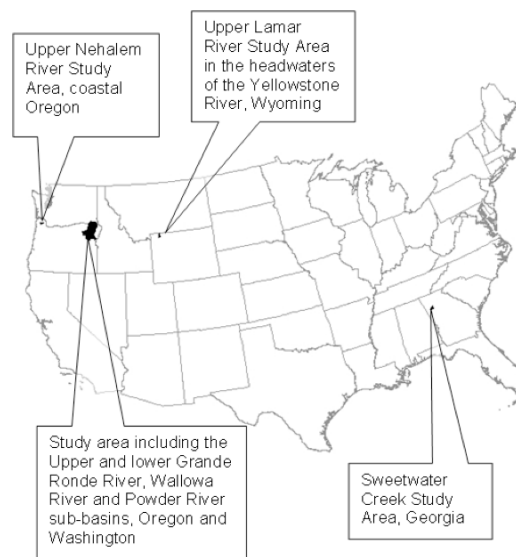 Upper Nehalem
River Study
Area, coastal
Oregon
Upper Lamar
River Study Area
in the headwaters
of the Yellowstone
River, Wyoming
Study area including the
Upper and lower Grande
Ronde River, Wallowa
River and Powder River
sub-basins, Oregon and
Washington
Sweetwater
Creek Study
Area, Georgia